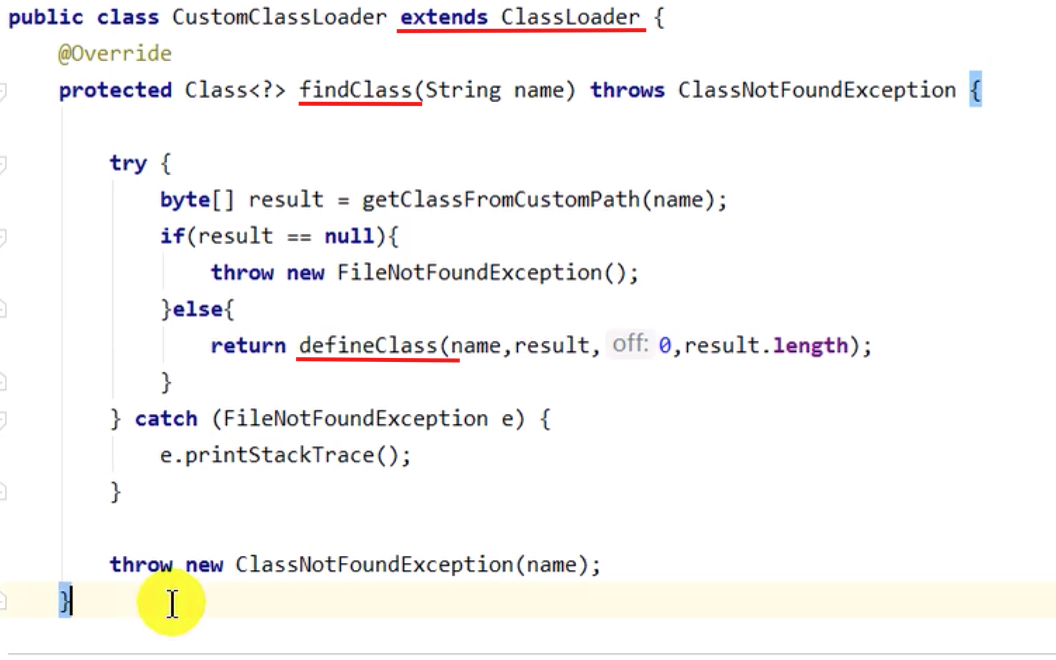 public class CustomClassLoader extends ClassLoader {
@Override
protected Class<?> findClass(String name) throws ClassNotFoundException {
try {
byte[] result = getClassFromCustomPath(name);
if(result == null){
throw new FileNotFoundException();
}else{
return defineClass(name,result, off: 0,result.length);
}
} catch (FileNotFoundException e) {
e.printStackTrace();
}
throw new ClassNotFoundException(name);
}